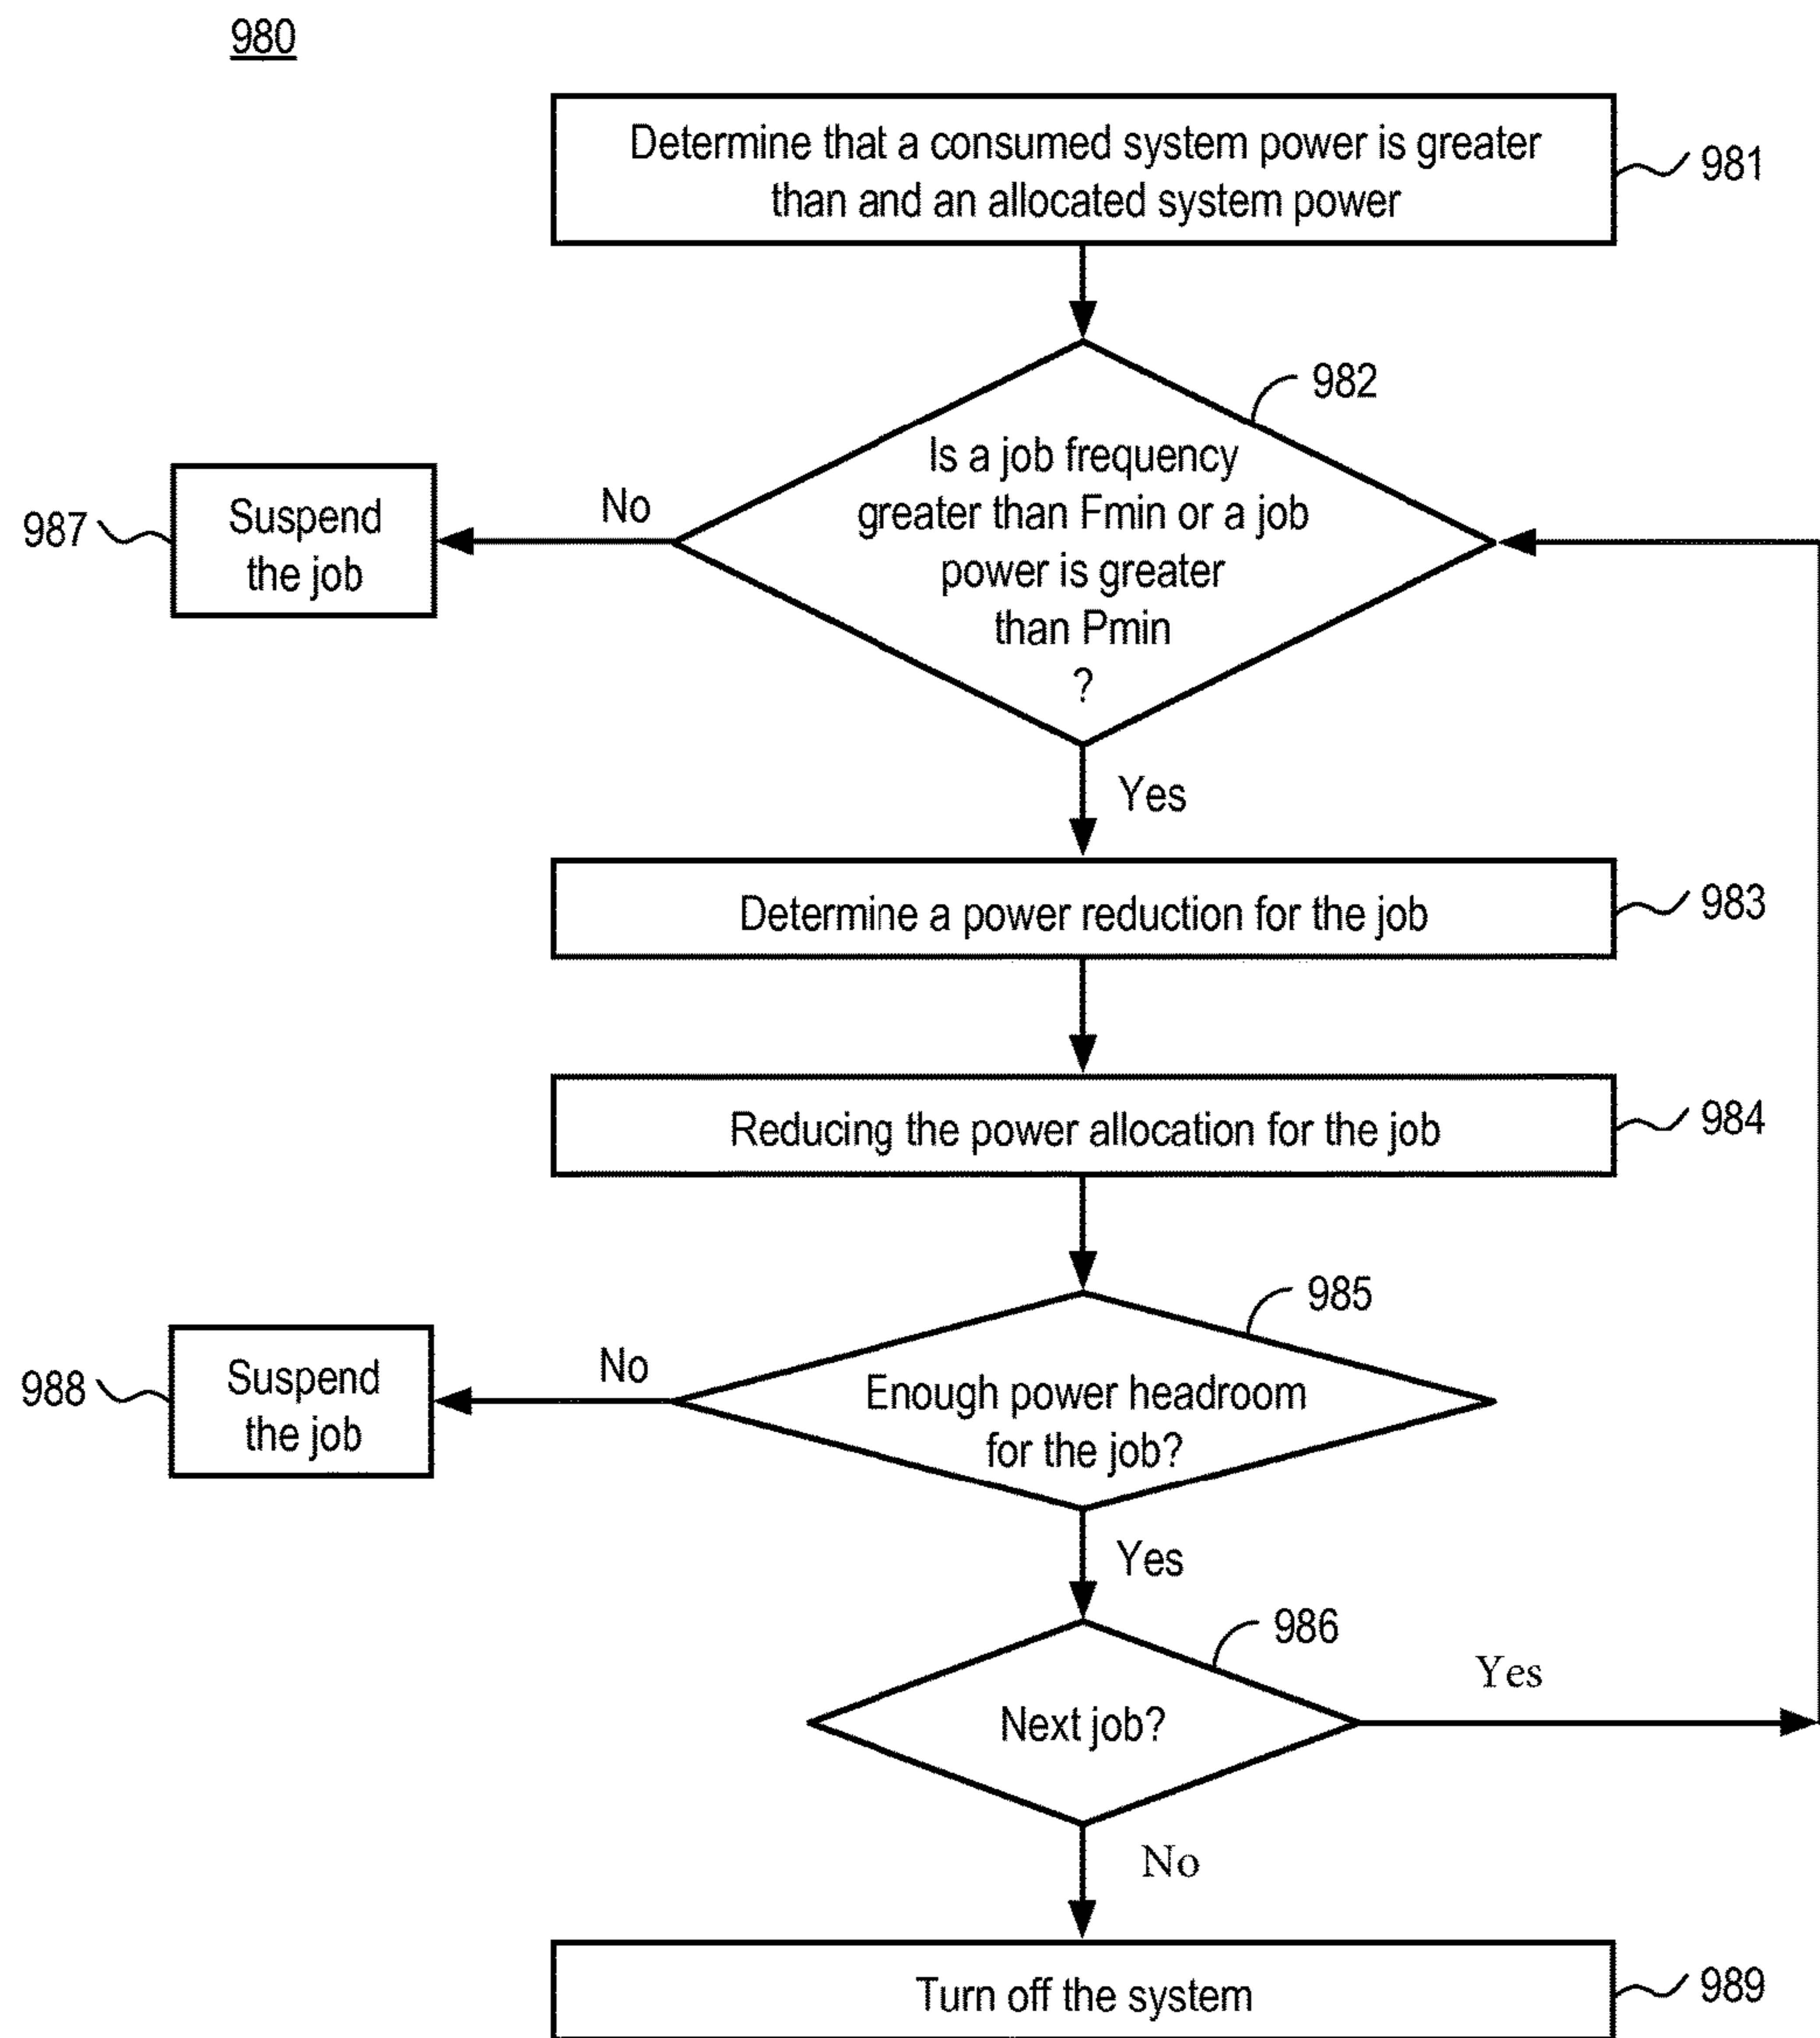 980
Determine that a consumed system power is greater
than and an allocated system power
981
982
Is a job frequency
greater than Fmin or a job
power is greater
than Pmin
?
No
987
Suspend
the job
Yes
Determine a power reduction for the job
983
Reducing the power allocation for the job
984
985
Enough power headroom
for the job?
No
988
Suspend
the job
Yes
986
Next job?
Yes
No
Turn off the system
989